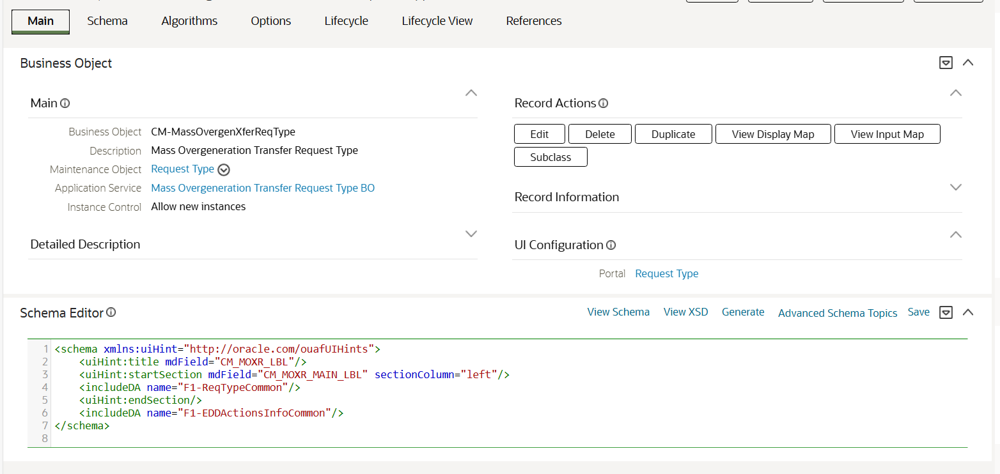 Main Schema Algorithms Options Lifecycle Lifecycle View References
Business Object
Main
Business Object CM-MassOvergenXferReqType
Description Mass Overgeneration Transfer Request Type
Maintenance Object Request Type
Application Service Mass Overgeneration Transfer Request Type BO
Instance Control Allow new instances
Detailed Description
Record Actions
Edit Delete Duplicate View Display Map View Input Map
Subclass
Record Information
UI Configuration
Portal Request Type
Schema Editor
View Schema View XSD Generate Advanced Schema Topics Save
1 <schema xmlns:uiHint="http://oracle.com/ouafUIHints">
2 <uiHint:title mdField="CM_MOXR_LBL"/>
3 <uiHint:startSection mdField="CM_MOXR_MAIN_LBL" sectionColumn="left"/>
4 <includeDA name="F1-ReqTypeCommon"/>
5 <uiHint:endSection/>
6 <includeDA name="F1-EDDActionsInfoCommon"/>
7 </schema>
8